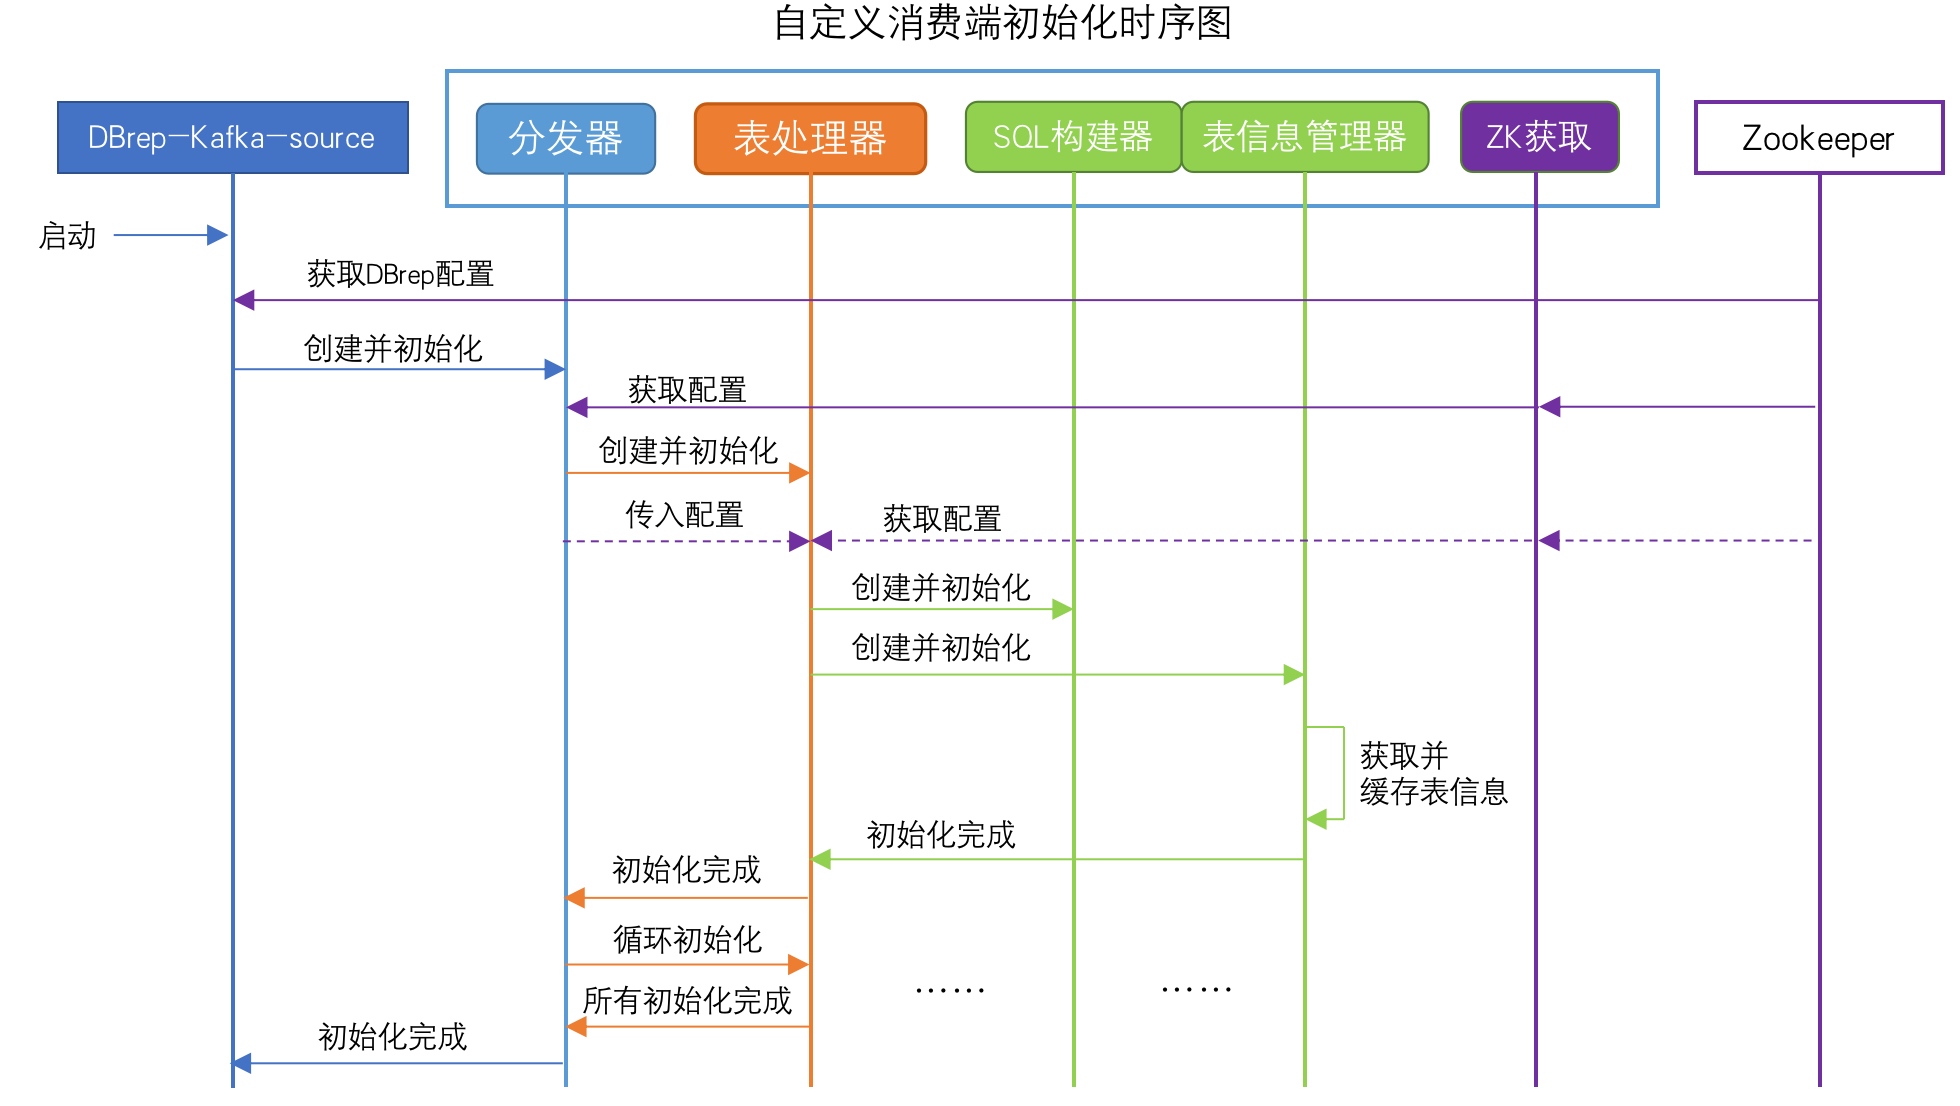 自定义消费端初始化时序图
DBrep—Kafka—source
分发器
表处理器
SQL构建器
表信息管理器
ZK获取
Zookeeper
启动
获取DBrep配置
创建并初始化
获取配置
创建并初始化
传入配置
获取配置
创建并初始化
创建并初始化
获取并
缓存表信息
初始化完成
初始化完成
循环初始化
……
……
所有初始化完成
初始化完成